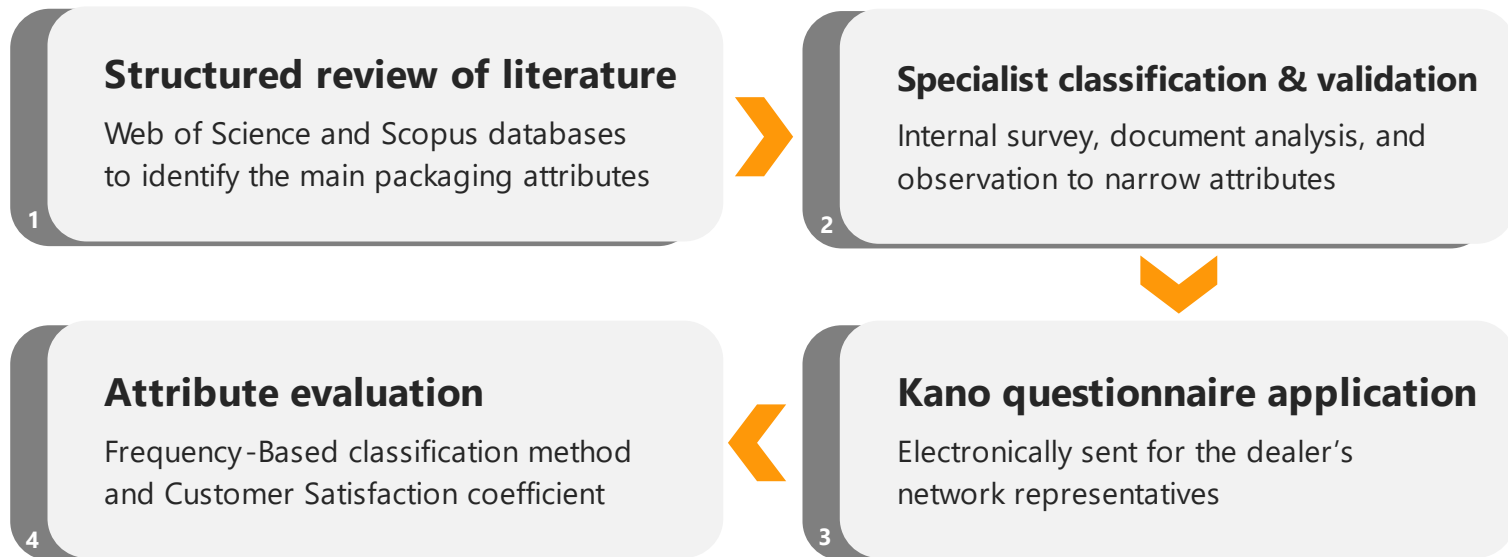 Structured review of literature
Web of Science and Scopus databases
to identify the main packaging attributes
1
Specialist classification & validation
Internal survey, document analysis, and
observation to narrow attributes
2
Kano questionnaire application
Electronically sent for the dealer’s
network representatives
3
Attribute evaluation
Frequency-Based classification method
and Customer Satisfaction coefficient
4